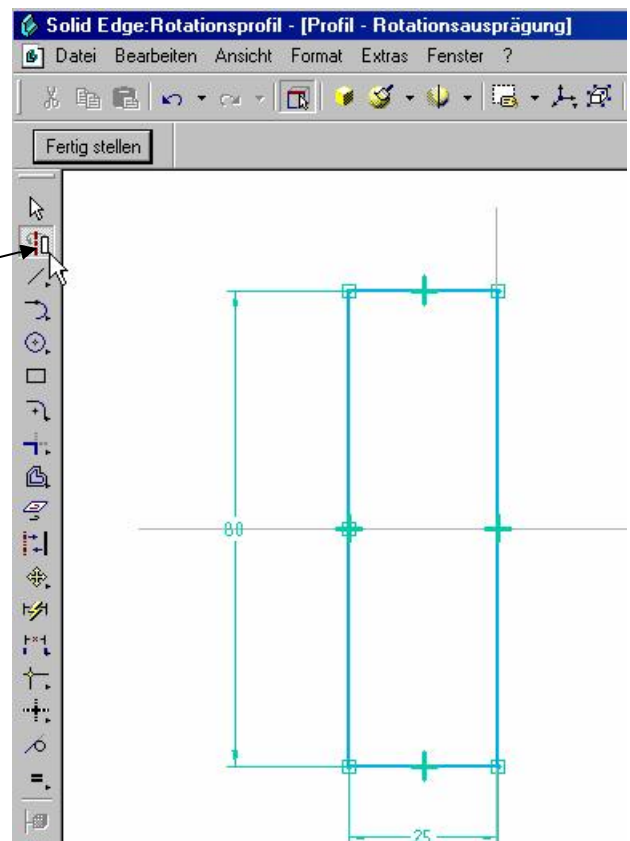 Solid Edge:Rotationsprofil - [Profil - Rotationsausprägung]
Datei Bearbeiten Ansicht Format Extras Fenster ?
Fertig stellen
80
25